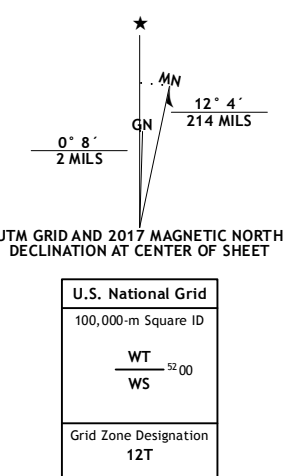 ★
MN
GN
12° 4´
214 MILS
0° 8´
2 MILS
UTM GRID AND 2017 MAGNETIC NORTH
DECLINATION AT CENTER OF SHEET
U.S. National Grid
100,000-m Square ID
WT
WS
52 00
Grid Zone Designation
12T